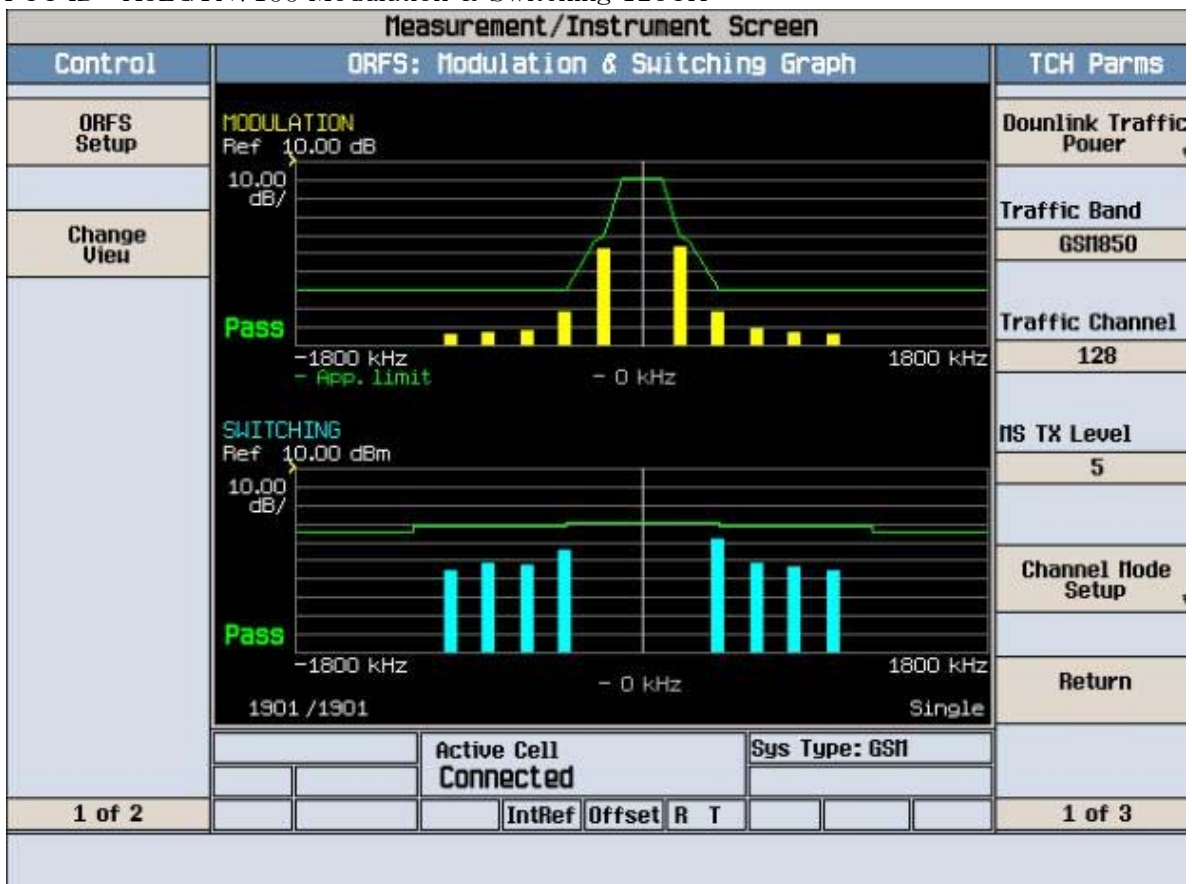 Measurement/Instrument Screen
Control
ORFS: Modulation & Switching Graph
TCH Parms
ORFS
Setup
Change
View
MODULATION
Ref 10.00 dB
10.00
dB/
Pass
-1800 kHz
1800 kHz
- App. limit
- 0 kHz
SWITCHING
Ref 10.00 dBm
10.00
dB/
Pass
-1800 kHz
1800 kHz
- 0 kHz
1901/1901
Single
Downlink Traffic
Power
Traffic Band
GSM850
Traffic Channel
128
MS TX Level
5
Channel Mode
Setup
Return
Active Cell
Connected
Sys Type: GSM
1 of 2
IntRef
Offset
R T
1 of 3